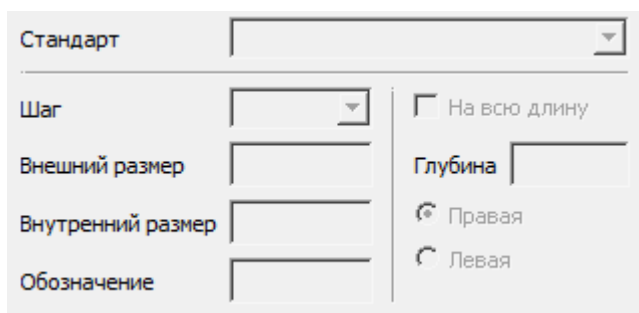 Стандарт
Шаг
На всю длину
Внешний размер
Глубина
Внутренний размер
Правая
Левая
Обозначение